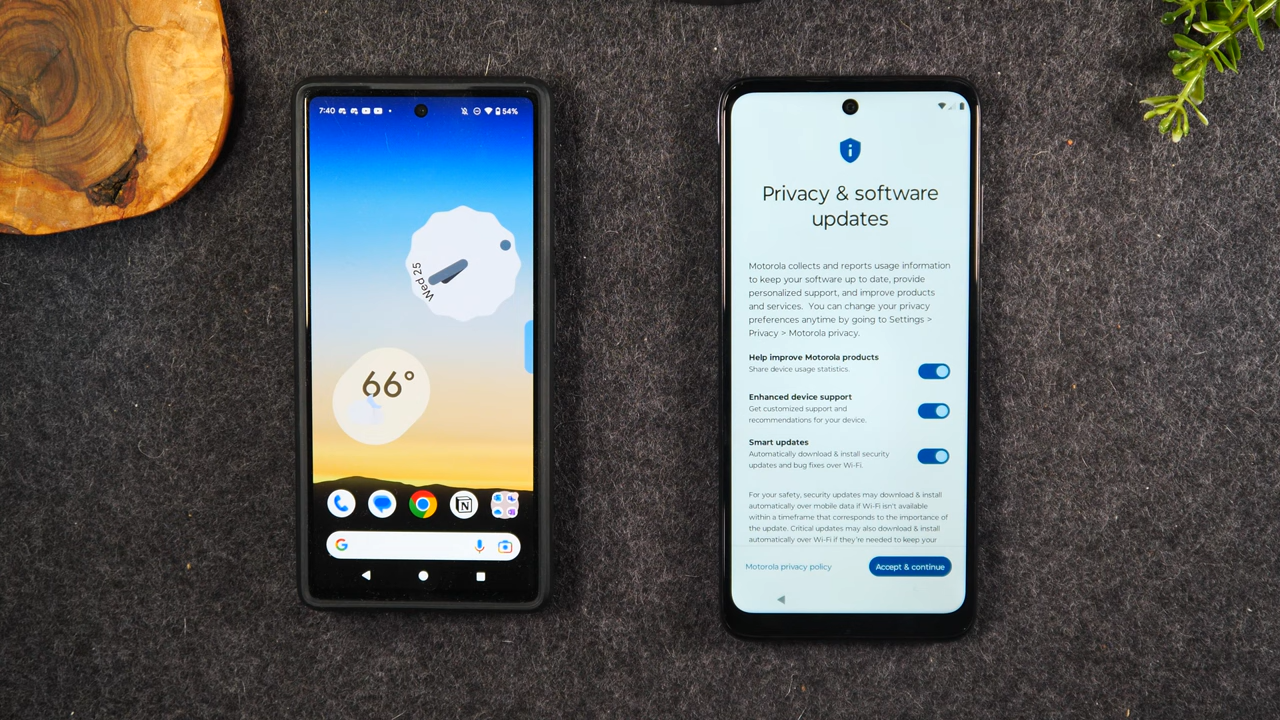 7:40
54%
Wed 25
66°
Privacy & software
updates
Motorola collects and reports usage information
to keep your software up to date, provide
personalized support, and improve products
and services. You can change your privacy
preferences anytime by going to Settings >
Privacy > Motorola privacy.
Help improve Motorola products
Share device usage statistics.
Enhanced device support
Get customized support and
recommendations for your device.
Smart updates
Automatically download & install security
updates and bug fixes over Wi-Fi.
For your safety, security updates may download & install
automatically over mobile data if Wi-Fi isn't available
within a timeframe that corresponds to the importance of
the update. Critical updates may also download & install
automatically over Wi-Fi if they're needed to keep your
Motorola privacy policy
Accept & continue